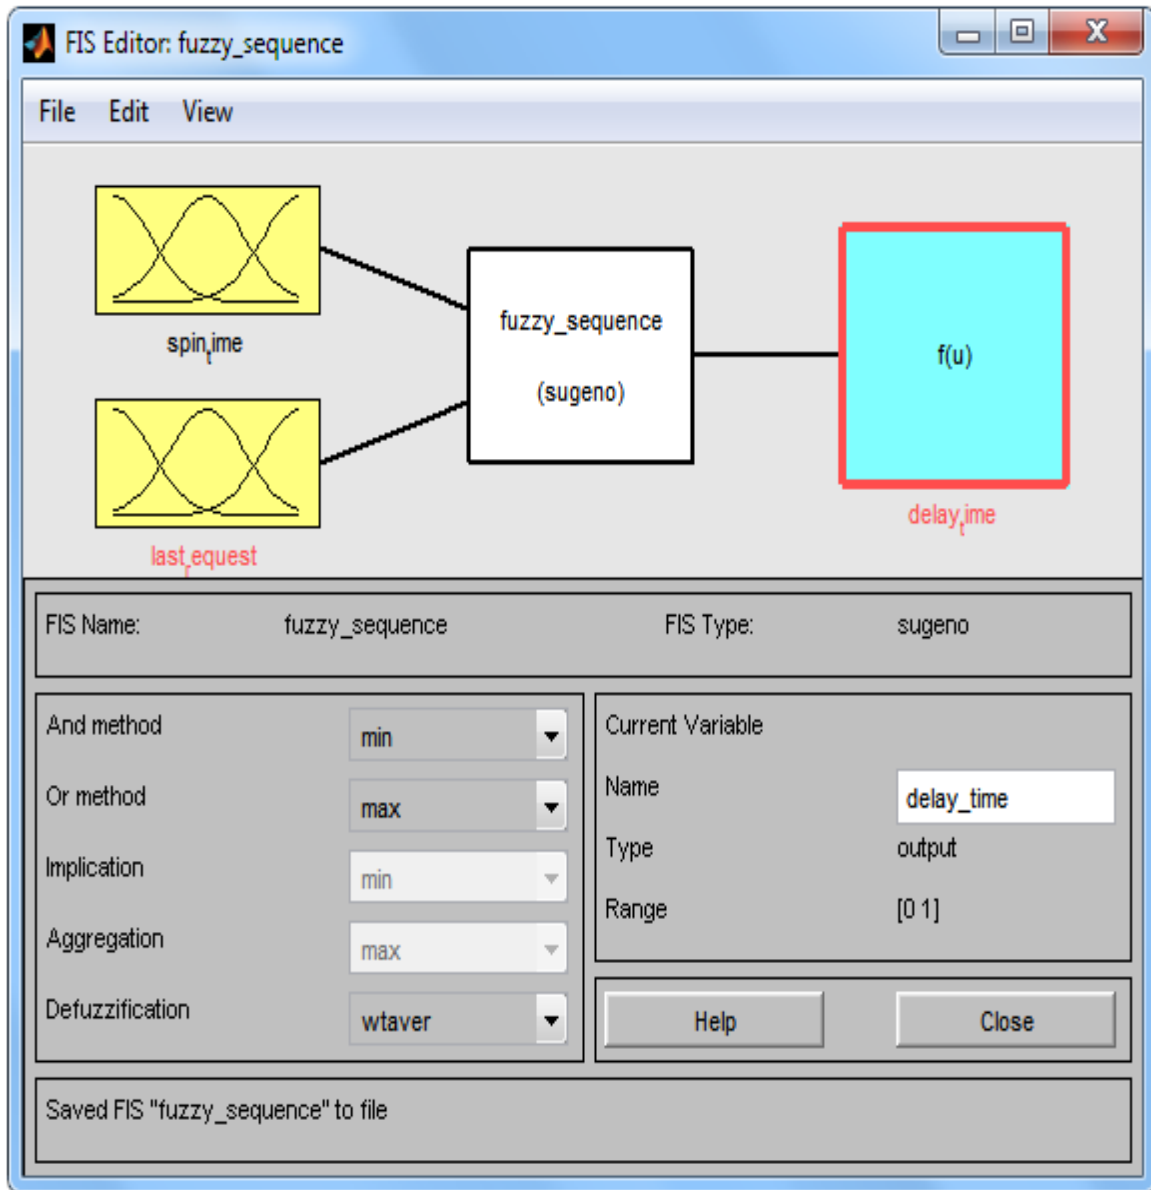 FIS Editor: fuzzy_sequence
File Edit View
spin_time
fuzzy_sequence
(sugeno)
f(u)
last_request
delay_time
FIS Name: fuzzy_sequence FIS Type: sugeno
And method min
Or method max
Implication min
Aggregation max
Defuzzification wtaver
Current Variable
Name delay_time
Type output
Range [0 1]
Help Close
Saved FIS "fuzzy_sequence" to file